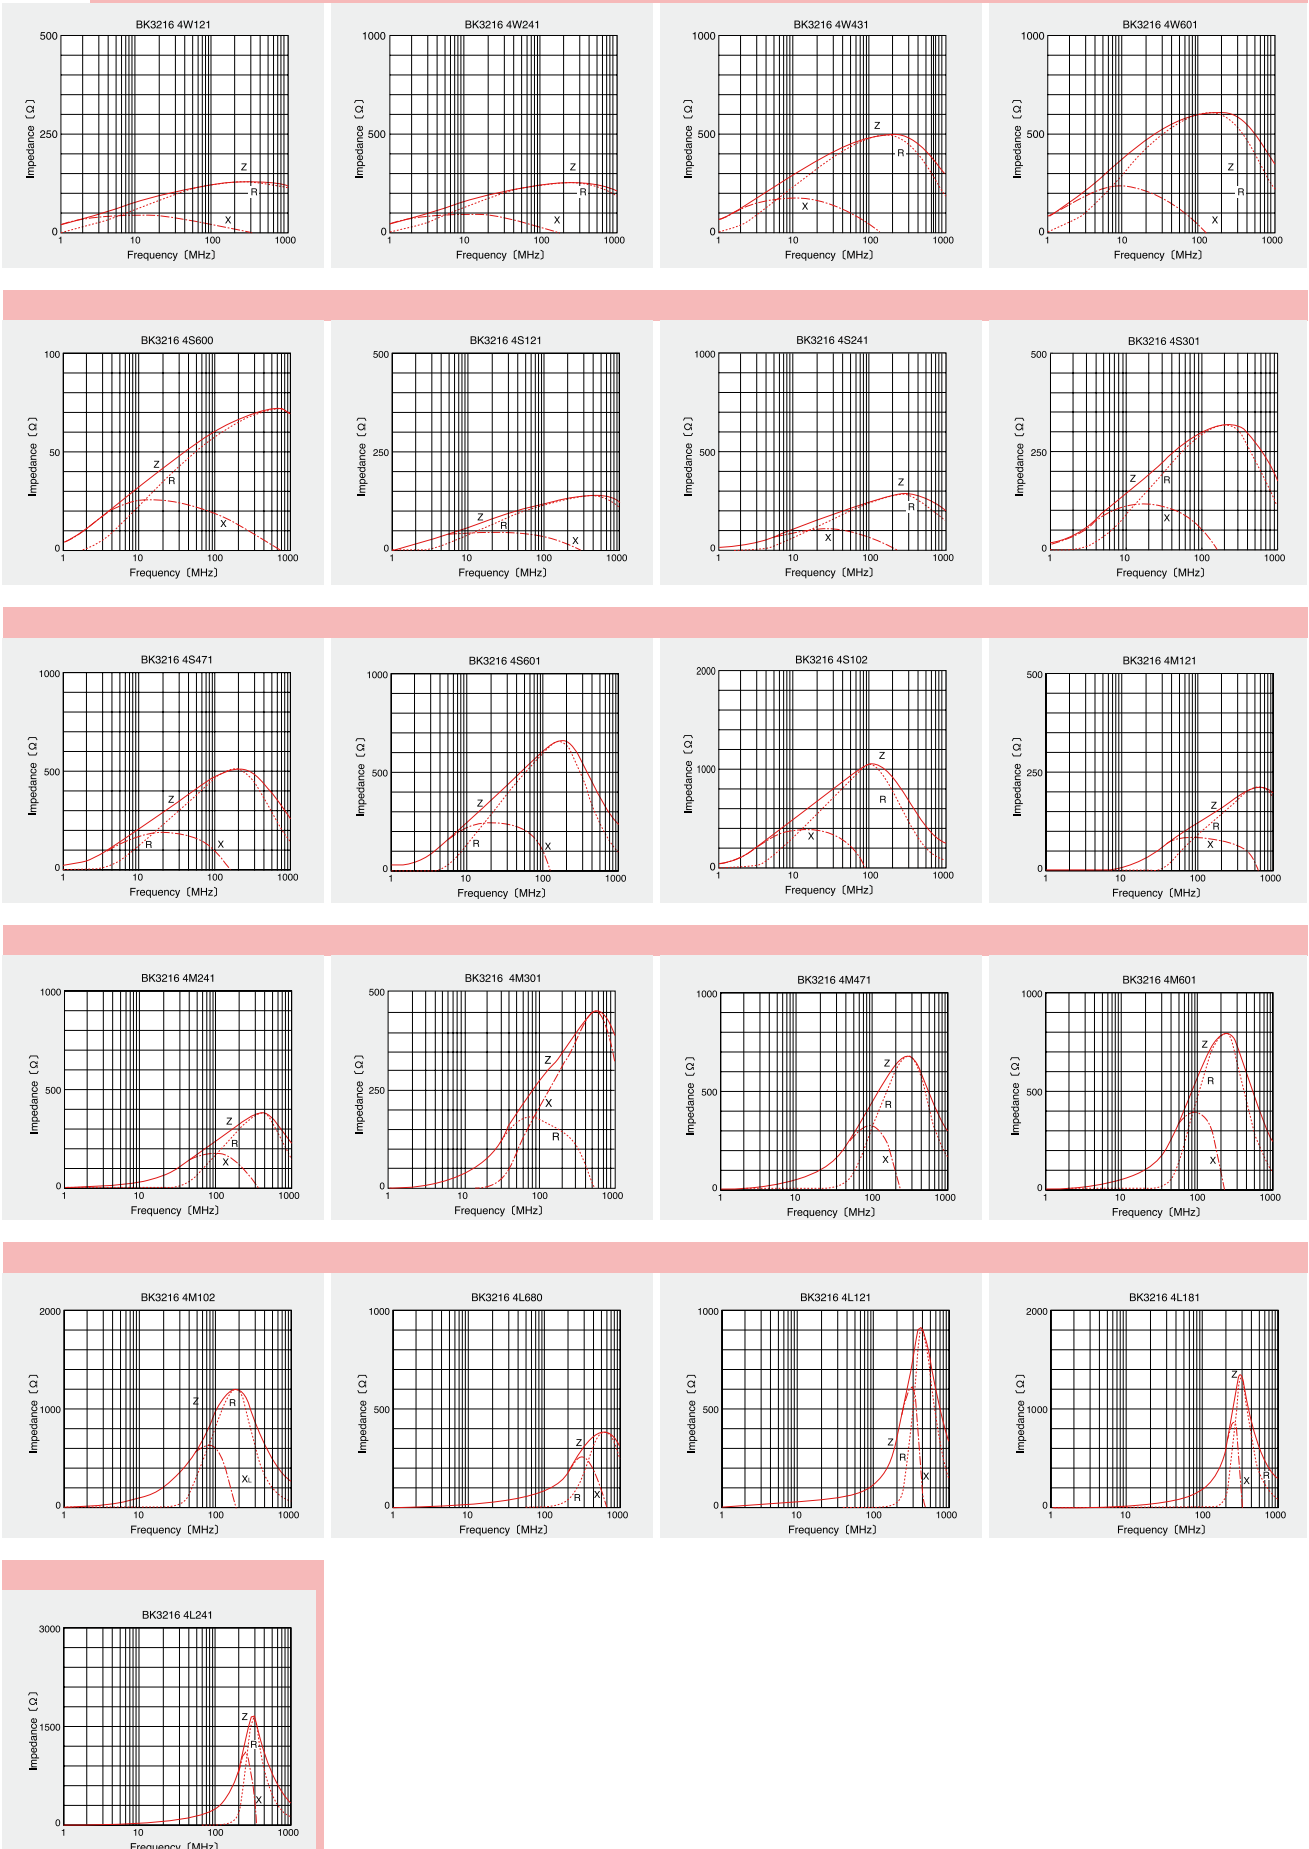 BK3216 4W121
500
250
0
Impedance〔Ω〕
Z
R
X
1
10
100
1000
Frequency〔MHz〕
BK3216 4W241
1000
500
0
Impedance〔Ω〕
Z
R
X
1
10
100
1000
Frequency〔MHz〕
BK3216 4W431
1000
500
0
Impedance〔Ω〕
Z
R
X
1
10
100
1000
Frequency〔MHz〕
BK3216 4W601
1000
500
0
Impedance〔Ω〕
Z
R
X
1
10
100
1000
Frequency〔MHz〕
BK3216 4S600
100
50
0
Impedance〔Ω〕
Z
R
X
1
10
100
1000
Frequency〔MHz〕
BK3216 4S121
500
250
0
Impedance〔Ω〕
Z
R
X
1
10
100
1000
Frequency〔MHz〕
BK3216 4S241
1000
500
0
Impedance〔Ω〕
Z
R
X
1
10
100
1000
Frequency〔MHz〕
BK3216 4S301
500
250
0
Impedance〔Ω〕
Z
R
X
1
10
100
1000
Frequency〔MHz〕
BK3216 4S471
1000
500
0
Impedance〔Ω〕
Z
R
X
1
10
100
1000
Frequency〔MHz〕
BK3216 4S601
1000
500
0
Impedance〔Ω〕
Z
R
X
1
10
100
1000
Frequency〔MHz〕
BK3216 4S102
2000
1000
0
Impedance〔Ω〕
Z
R
X
1
10
100
1000
Frequency〔MHz〕
BK3216 4M121
500
250
0
Impedance〔Ω〕
Z
R
X
1
10
100
1000
Frequency〔MHz〕
BK3216 4M241
1000
500
0
Impedance〔Ω〕
Z
R
X
1
10
100
1000
Frequency〔MHz〕
BK3216 4M301
500
250
0
Impedance〔Ω〕
Z
X
R
1
10
100
1000
Frequency〔MHz〕
BK3216 4M471
1000
500
0
Impedance〔Ω〕
Z
R
X
1
10
100
1000
Frequency〔MHz〕
BK3216 4M601
1000
500
0
Impedance〔Ω〕
Z
R
X
1
10
100
1000
Frequency〔MHz〕
BK3216 4M102
2000
1000
0
Impedance〔Ω〕
Z
R
XL
1
10
100
1000
Frequency〔MHz〕
BK3216 4L680
1000
500
0
Impedance〔Ω〕
Z
R
X
1
10
100
1000
Frequency〔MHz〕
BK3216 4L121
1000
500
0
Impedance〔Ω〕
Z
R
X
1
10
100
1000
Frequency〔MHz〕
BK3216 4L181
2000
1000
0
Impedance〔Ω〕
Z
R
X
1
10
100
1000
Frequency〔MHz〕
BK3216 4L241
3000
1500
0
Impedance〔Ω〕
Z
R
X
1
10
100
1000
Frequency〔MHz〕